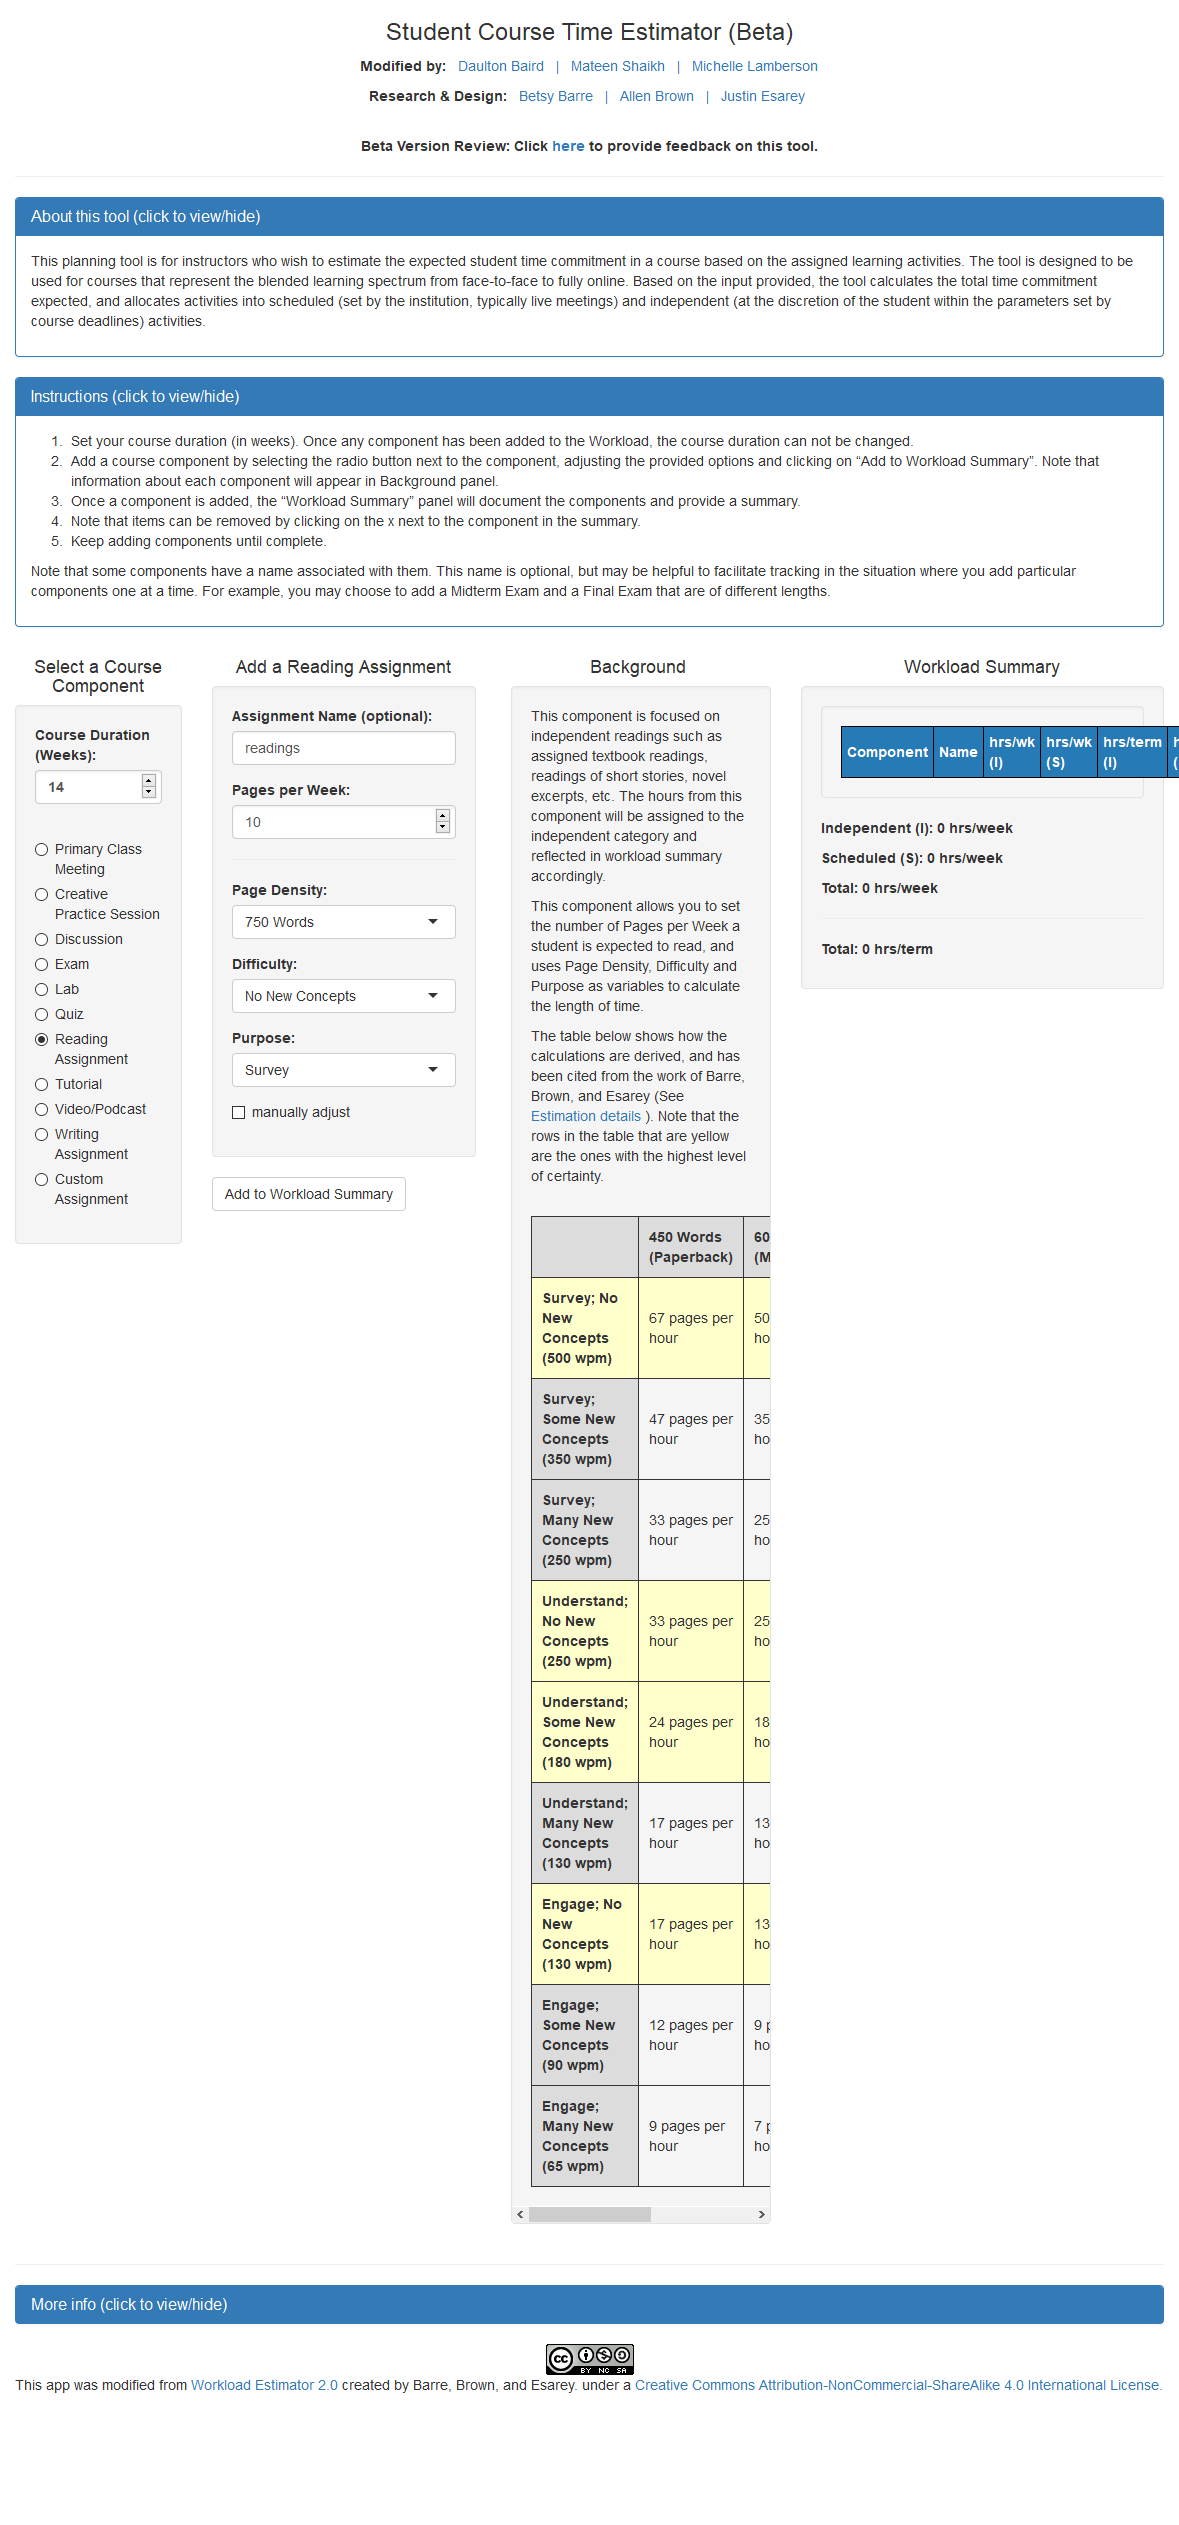 Student Course Time Estimator (Beta)
Modified by: Daulton Baird | Mateen Shaikh | Michelle Lamberson
Research & Design: Betsy Barre | Allen Brown | Justin Esarey
Beta Version Review: Click here to provide feedback on this tool.
About this tool (click to view/hide)
This planning tool is for instructors who wish to estimate the expected student time commitment in a course based on the assigned learning activities. The tool is designed to be
used for courses that represent the blended learning spectrum from face-to-face to fully online. Based on the input provided, the tool calculates the total time commitment
expected, and allocates activities into scheduled (set by the institution, typically live meetings) and independent (at the discretion of the student within the parameters set by
course deadlines) activities.
Instructions (click to view/hide)
1. Set your course duration (in weeks). Once any component has been added to the Workload, the course duration can not be changed.
2. Add a course component by selecting the radio button next to the component, adjusting the provided options and clicking on “Add to Workload Summary”. Note that
information about each component will appear in Background panel.
3. Once a component is added, the “Workload Summary” panel will document the components and provide a summary.
4. Note that items can be removed by clicking on the x next to the component in the summary.
5. Keep adding components until complete.
Note that some components have a name associated with them. This name is optional, but may be helpful to facilitate tracking in the situation where you add particular
components one at a time. For example, you may choose to add a Midterm Exam and a Final Exam that are of different lengths.
Select a Course
Component
Course Duration
(Weeks):
14
Primary Class
Meeting
Creative
Practice Session
Discussion
Exam
Lab
Quiz
Reading
Assignment
Tutorial
Video/Podcast
Writing
Assignment
Custom
Assignment
Add a Reading Assignment
Assignment Name (optional):
readings
Pages per Week:
10
Page Density:
750 Words
Difficulty:
No New Concepts
Purpose:
Survey
manually adjust
Add to Workload Summary
Background
This component is focused on
independent readings such as
assigned textbook readings,
readings of short stories, novel
excerpts, etc. The hours from this
component will be assigned to the
independent category and
reflected in workload summary
accordingly.
This component allows you to set
the number of Pages per Week a
student is expected to read, and
uses Page Density, Difficulty and
Purpose as variables to calculate
the length of time.
The table below shows how the
calculations are derived, and has
been cited from the work of Barre,
Brown, and Esarey (See
Estimation details ). Note that the
rows in the table that are yellow
are the ones with the highest level
of certainty.
450 Words 60
(Paperback) (M
Survey; No
New
Concepts
(500 wpm)
67 pages per 50
hour ho
Survey;
Some New
Concepts
(350 wpm)
47 pages per 35
hour ho
Survey;
Many New
Concepts
(250 wpm)
33 pages per 25
hour ho
Understand;
No New
Concepts
(250 wpm)
33 pages per 25
hour ho
Understand;
Some New
Concepts
(180 wpm)
24 pages per 18
hour ho
Understand;
Many New
Concepts
(130 wpm)
17 pages per 13
hour ho
Engage; No
New
Concepts
(130 wpm)
17 pages per 13
hour ho
Engage;
Some New
Concepts
(90 wpm)
12 pages per 9 p
hour ho
Engage;
Many New
Concepts
(65 wpm)
9 pages per 7 p
hour ho
Workload Summary
Component Name hrs/wk (I) hrs/wk (S) hrs/term (I)
Independent (I): 0 hrs/week
Scheduled (S): 0 hrs/week
Total: 0 hrs/week
Total: 0 hrs/term
More info (click to view/hide)
cc BY NC SA
This app was modified from Workload Estimator 2.0 created by Barre, Brown, and Esarey. under a Creative Commons Attribution-NonCommercial-ShareAlike 4.0 International License.